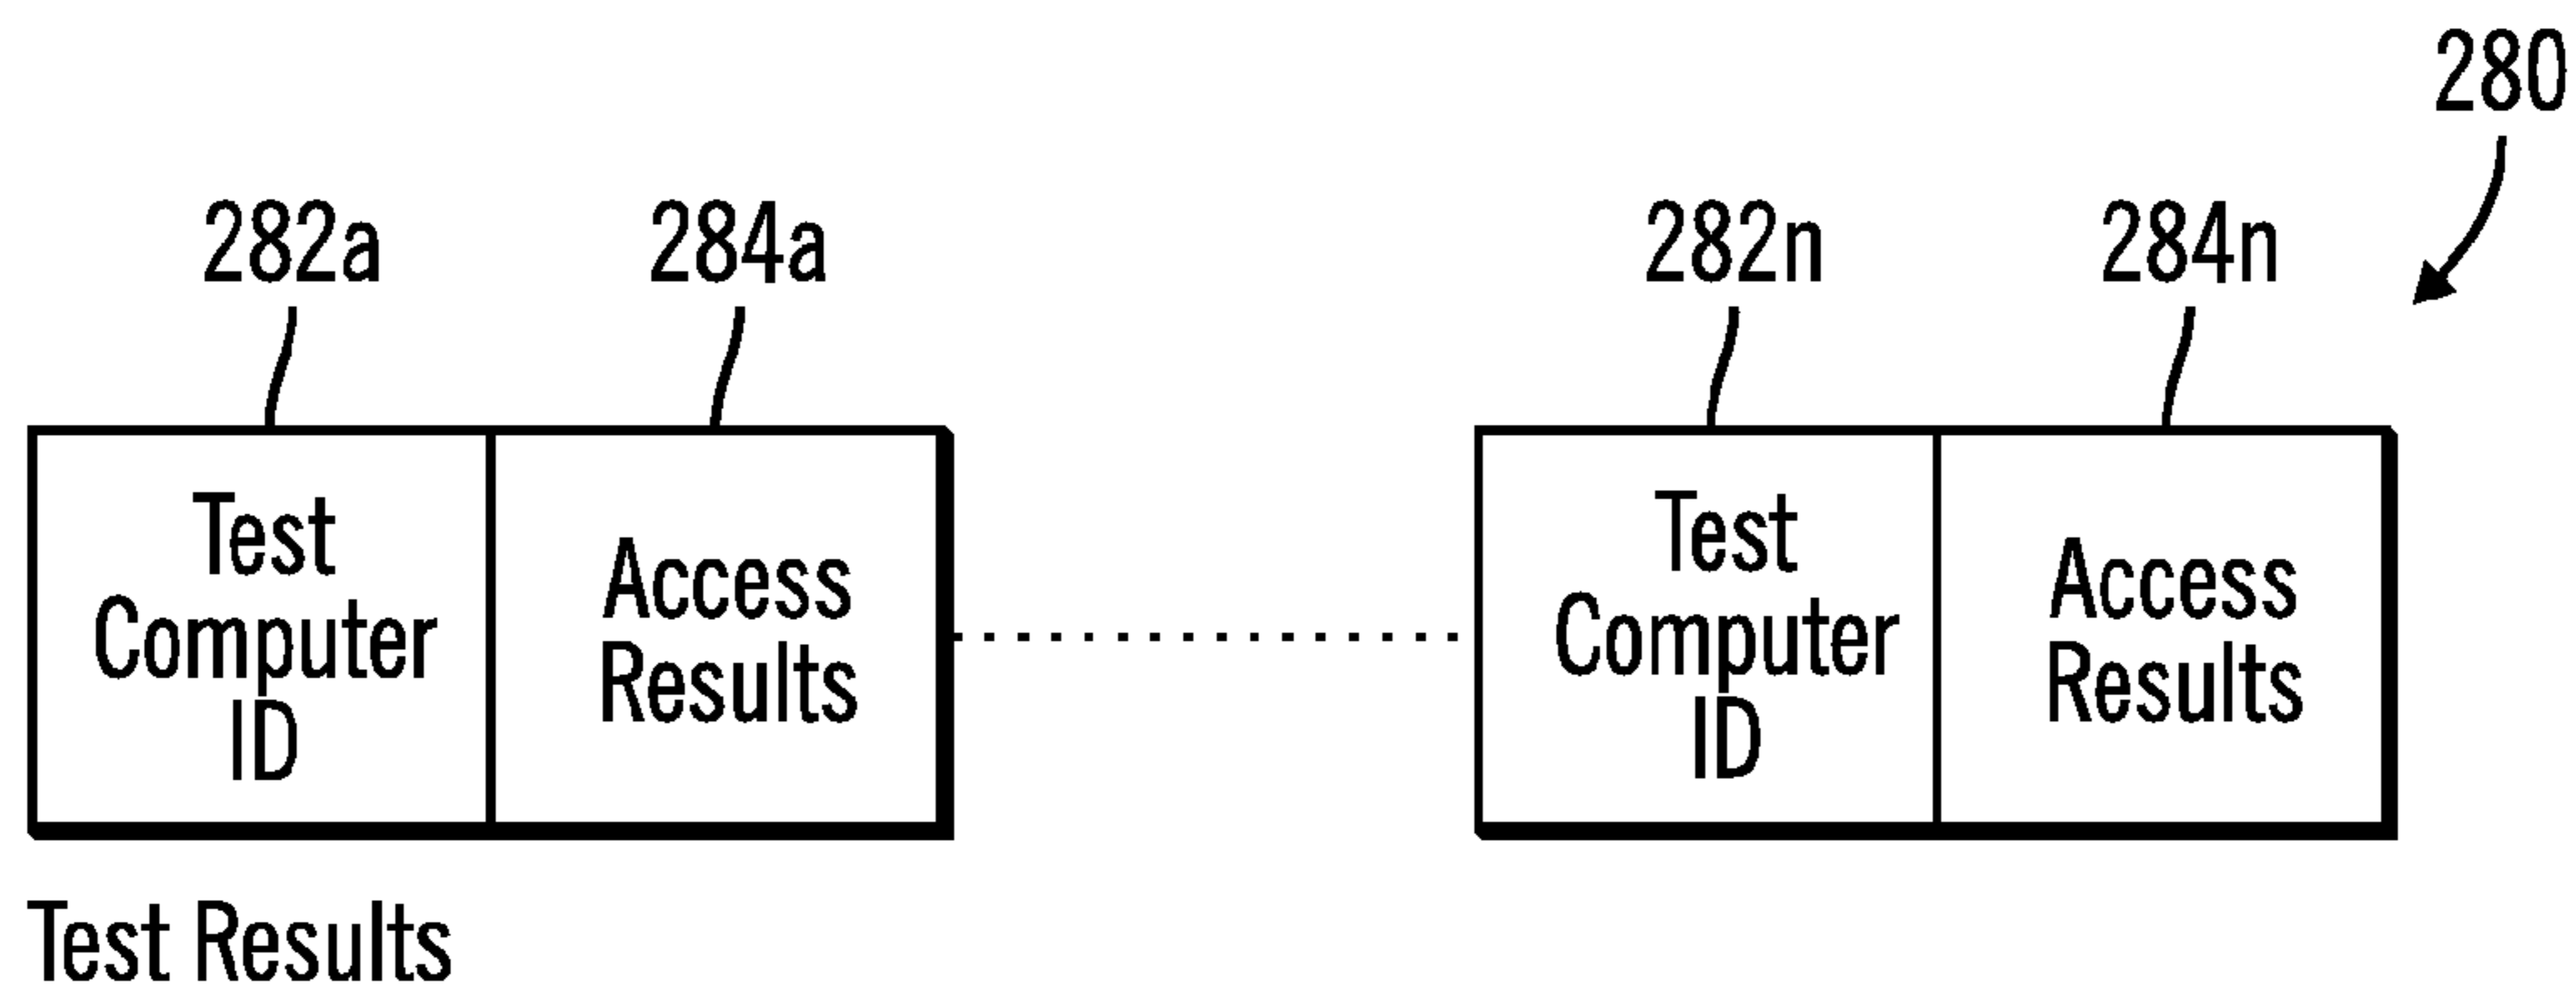 280
282a 284a 282n 284n
Test
Computer
ID
Access
Results
Test
Computer
ID
Access
Results
Test Results